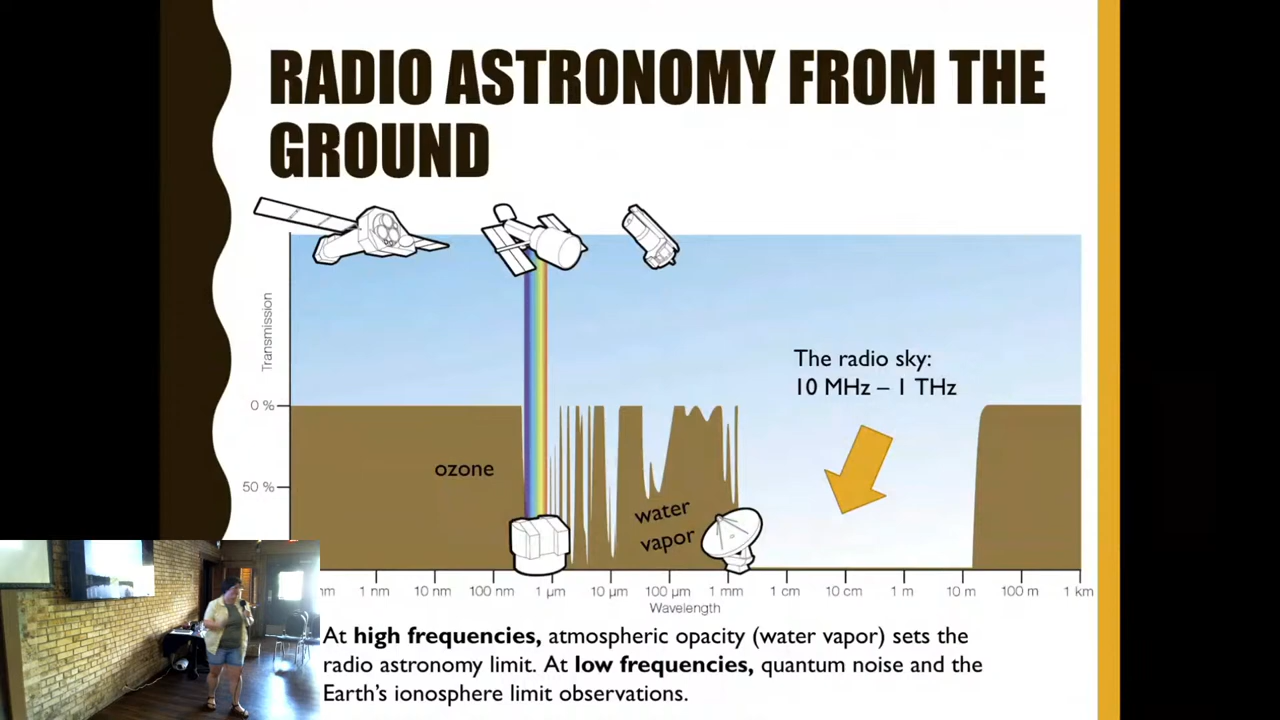 RADIO ASTRONOMY FROM THE
GROUND
Transmission
The radio sky:
10 MHz – 1 THz
0 %
ozone
50 %
water
vapor
1 nm
10 nm
100 nm
1 µm
10 µm
100 µm
1 mm
1 cm
10 cm
1 m
10 m
100 m
1 km
Wavelength
At high frequencies, atmospheric opacity (water vapor) sets the
radio astronomy limit. At low frequencies, quantum noise and the
Earth's ionosphere limit observations.